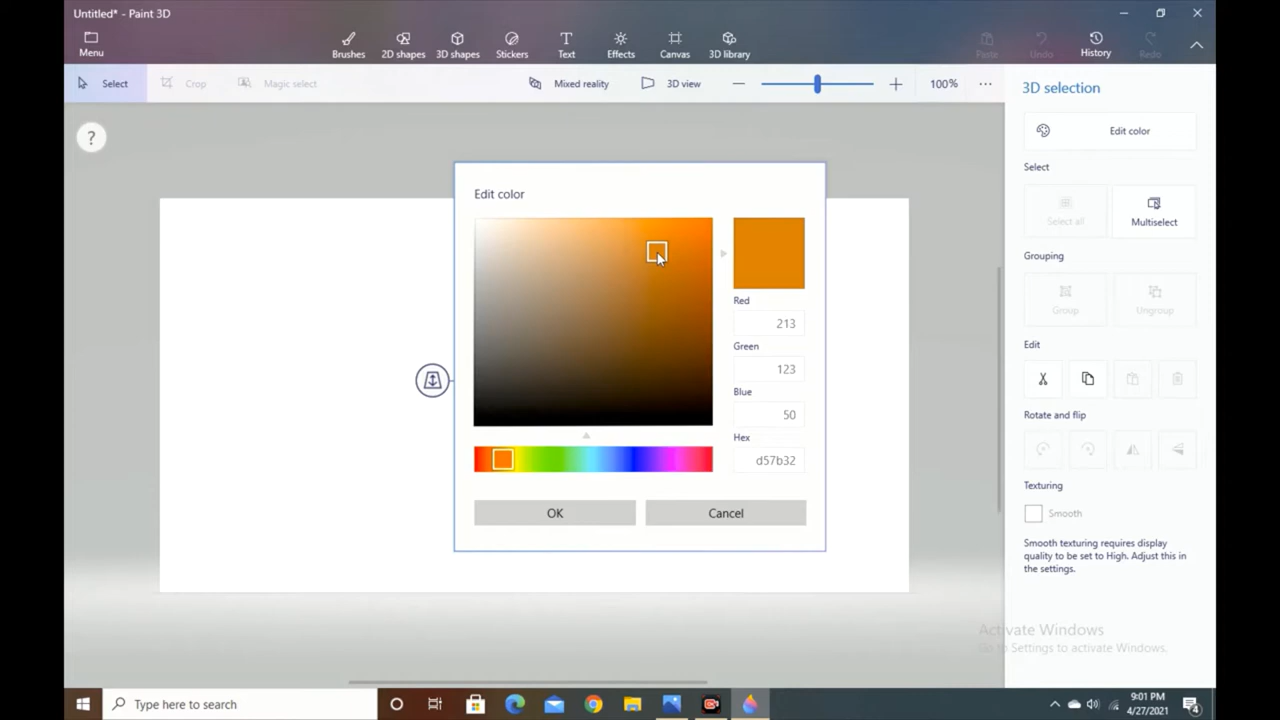 Untitled* - Paint 3D
Menu
Brushes
2D shapes
3D shapes
Stickers
Text
Effects
Canvas
3D library
Paste
Undo
History
Redo
Select
Crop
Magic select
Mixed reality
3D view
100%
3D selection
?
Edit color
Select
Select all
Multiselect
Grouping
Group
Ungroup
Edit
Rotate and flip
Texturing
Smooth
Smooth texturing requires display
quality to be set to High. Adjust this in
the settings.
Edit color
Red
213
Green
123
Blue
50
Hex
d57b32
OK
Cancel
Activate Windows
Go to Settings to activate Windows.
Type here to search
9:01 PM
4/27/2021
4